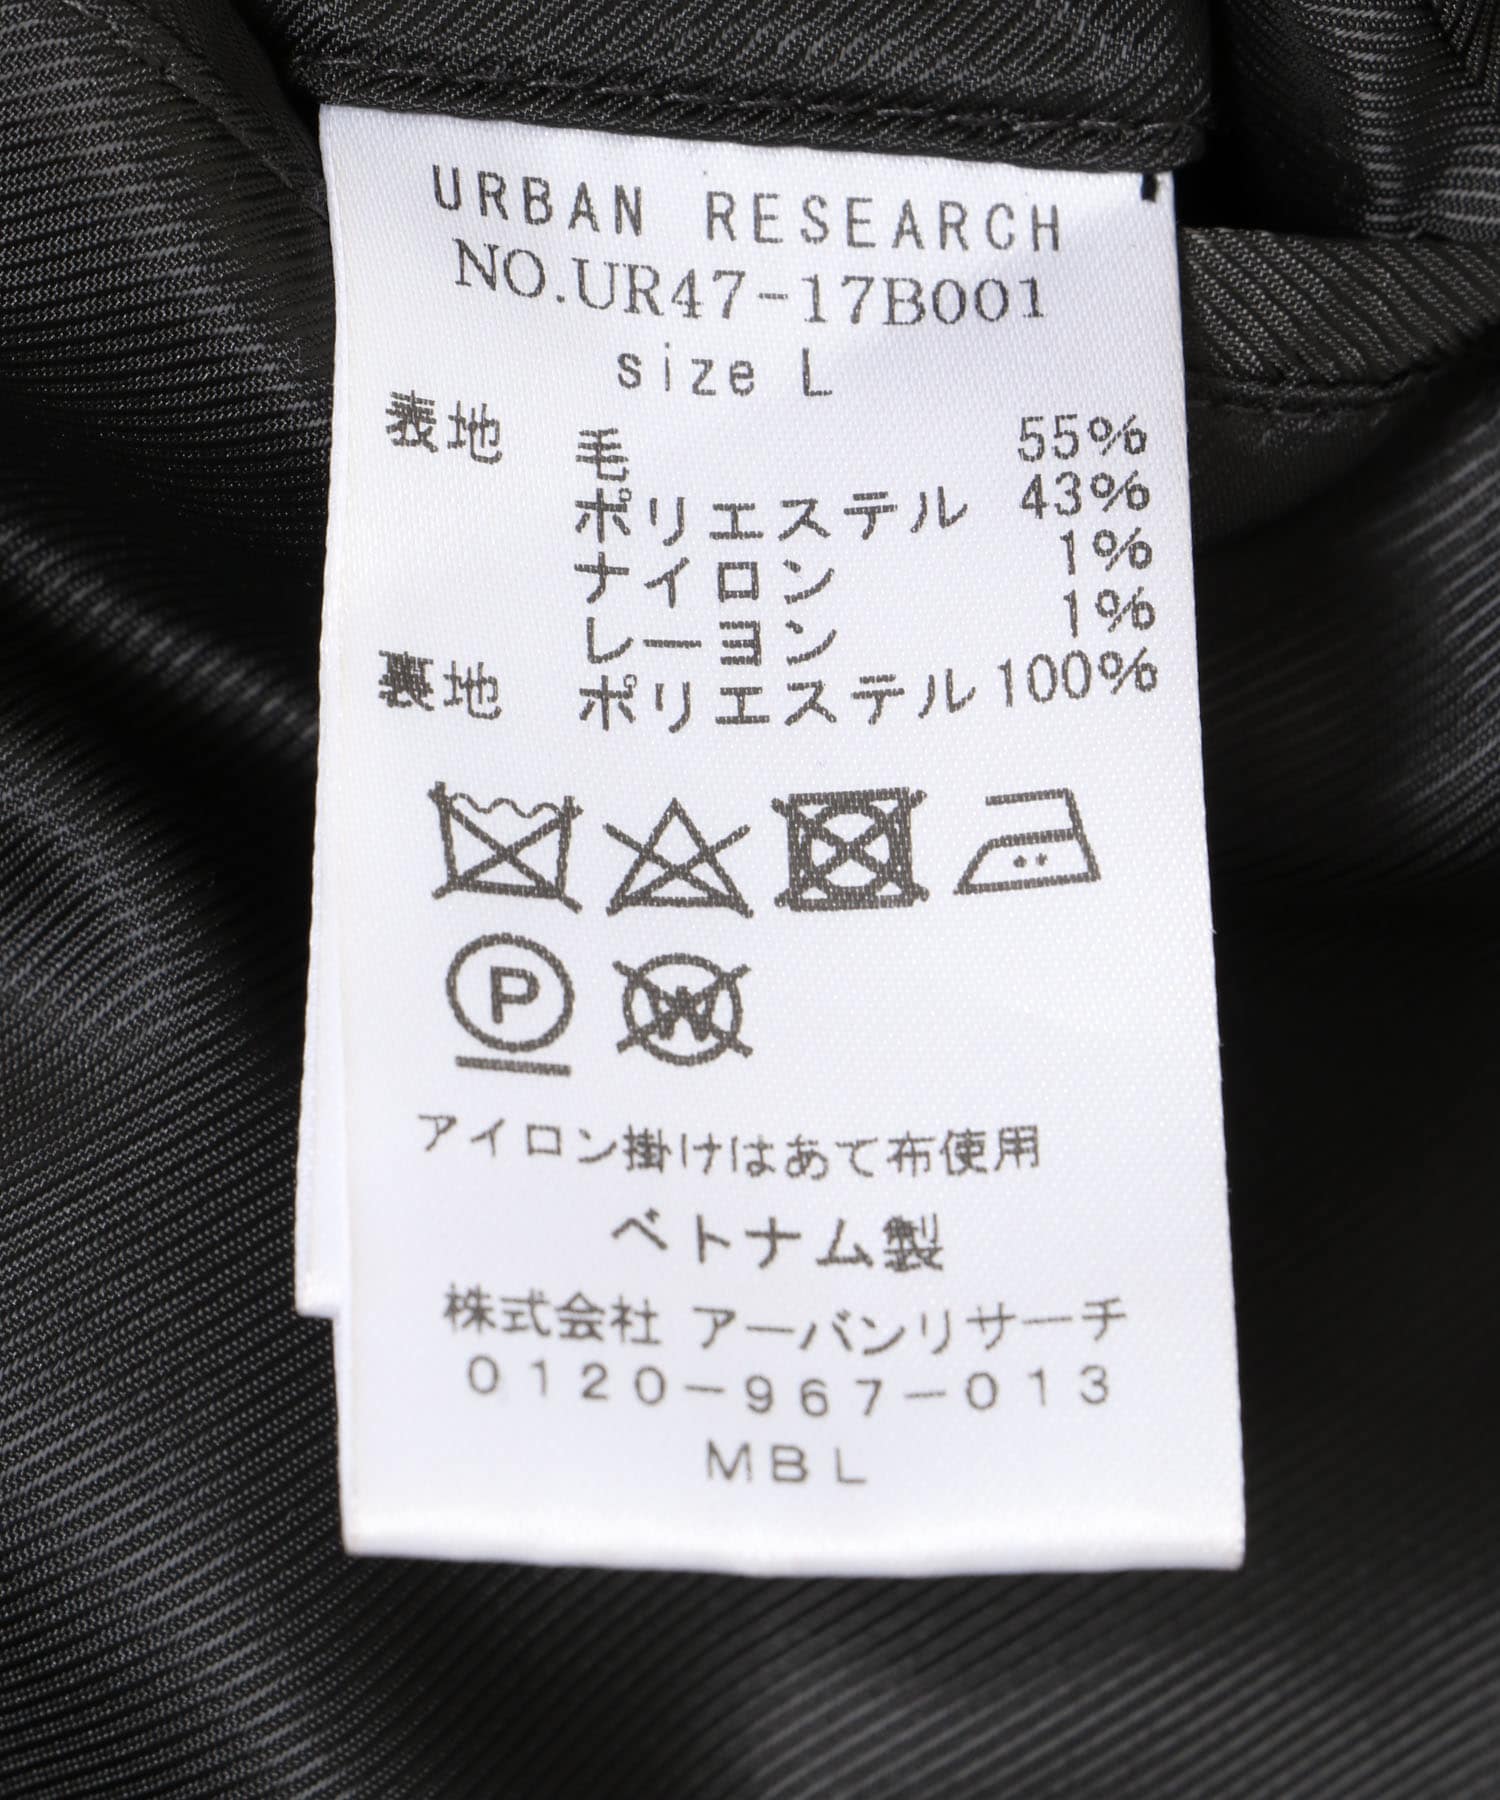 URBAN RESEARCH
NO.UR47-17B001
size L
表地 毛 55%
ポリエステル 43%
ナイロン 1%
レーヨン 1%
裏地 ポリエステル 100%
P W
アイロン掛けはあて布使用
ベトナム製
株式会社 アーバンリサーチ
0120-967-013
MBL